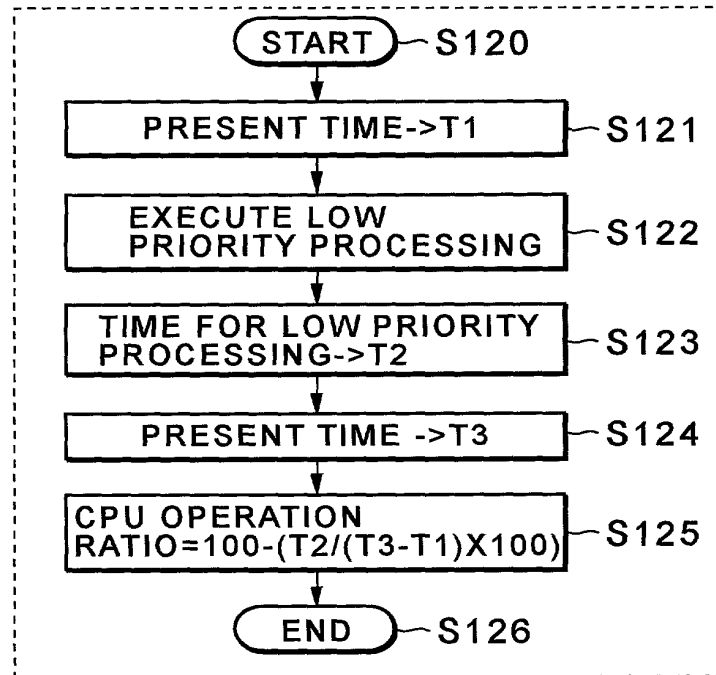 START S120
PRESENT TIME->T1 S121
EXECUTE LOW
PRIORITY PROCESSING S122
TIME FOR LOW PRIORITY
PROCESSING->T2 S123
PRESENT TIME ->T3 S124
CPU OPERATION
RATIO=100-(T2/(T3-T1)X100) S125
END S126